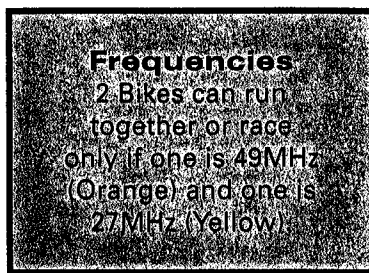 Frequencies
2 Bikes can run
together or race
only if one is 49MHz
(Orange) and one is
27MHz (Yellow).